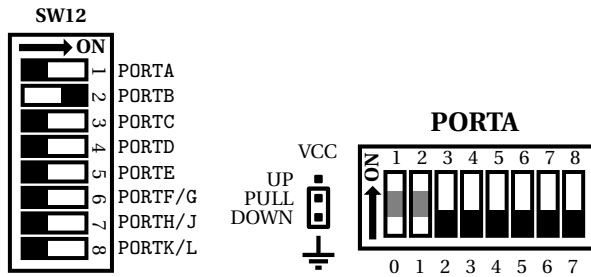 SW12
ON
1 PORTA
2 PORTB
3 PORTC
4 PORTD
5 PORTE
6 PORTF/G
7 PORTH/J
8 PORTK/L
VCC
UP
PULL
DOWN
PORTA
ON 1 2 3 4 5 6 7 8
0 1 2 3 4 5 6 7